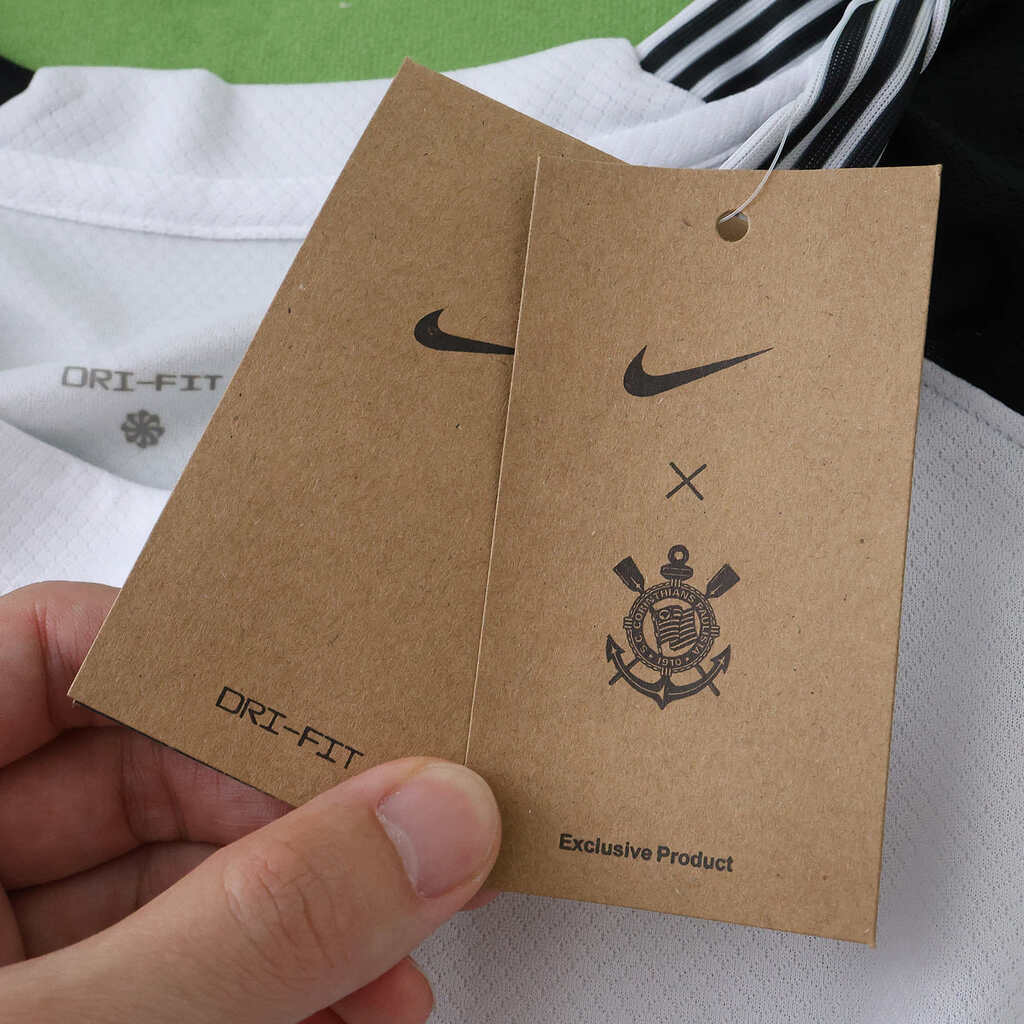 DRI-FIT
DRI-FIT
S.C. CORINTHIANS PAULISTA
1910
Exclusive Product